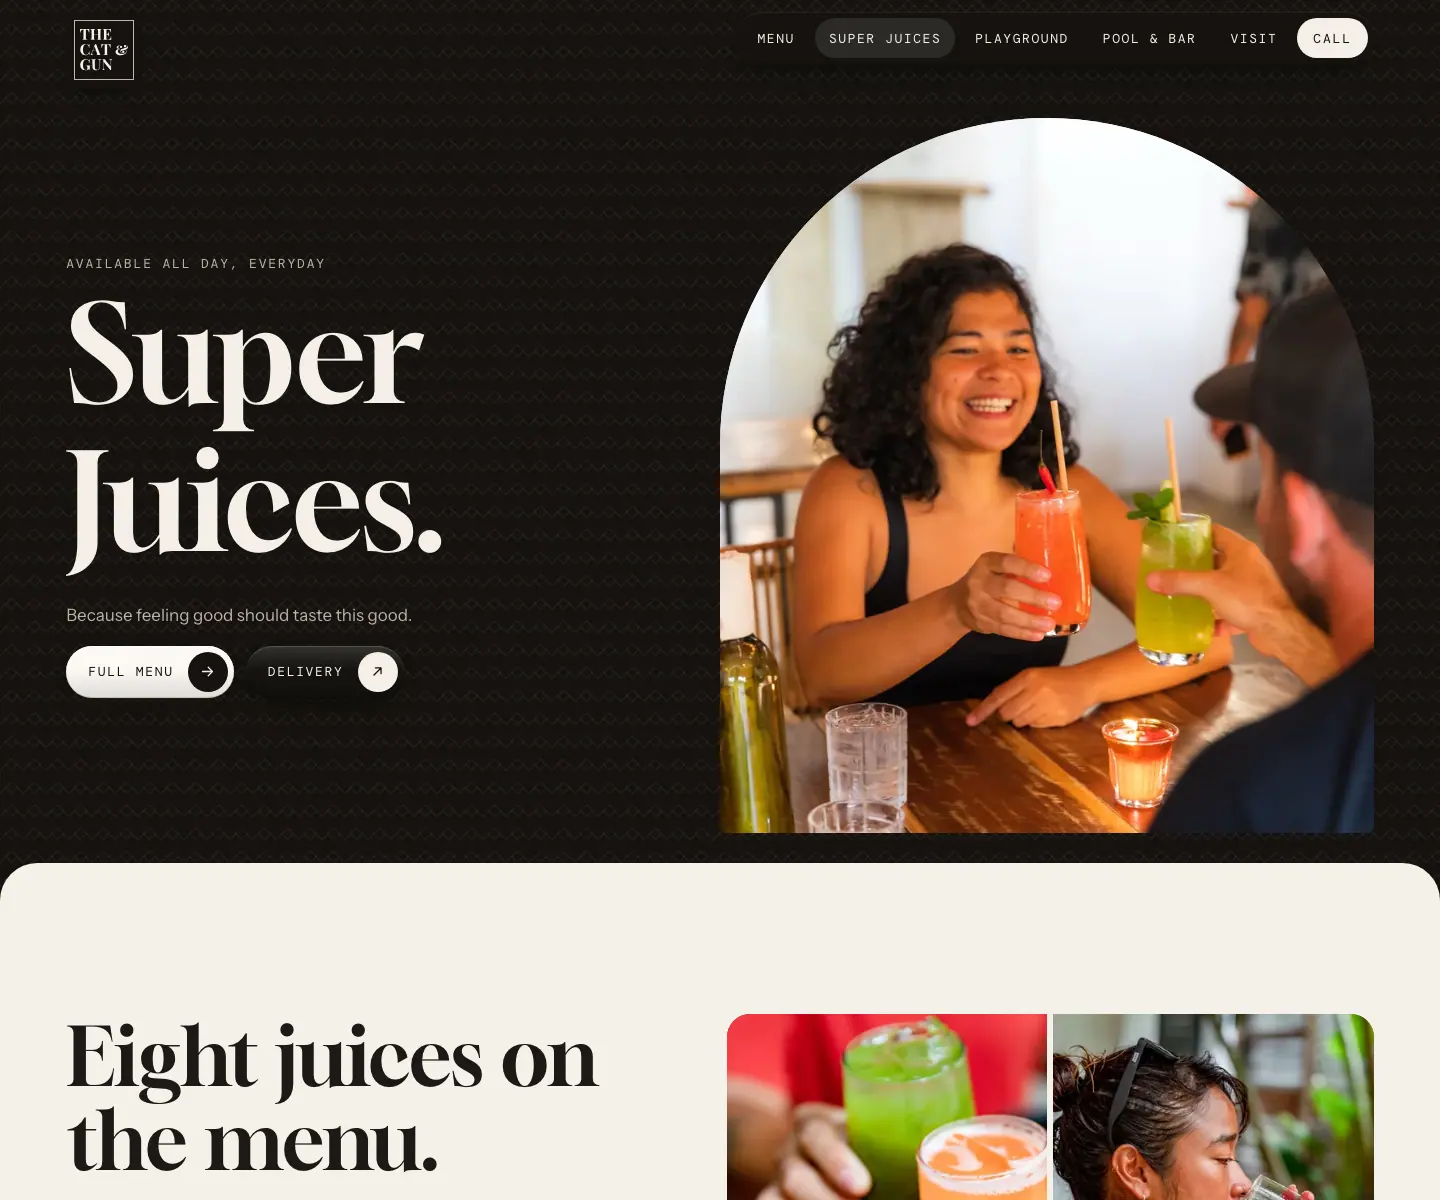 THE
CAT &
GUN
MENU
SUPER JUICES
PLAYGROUND
POOL & BAR
VISIT
CALL
AVAILABLE ALL DAY, EVERYDAY
Super
Juices.
Because feeling good should taste this good.
FULL MENU →
DELIVERY ↗
Eight juices on
the menu.